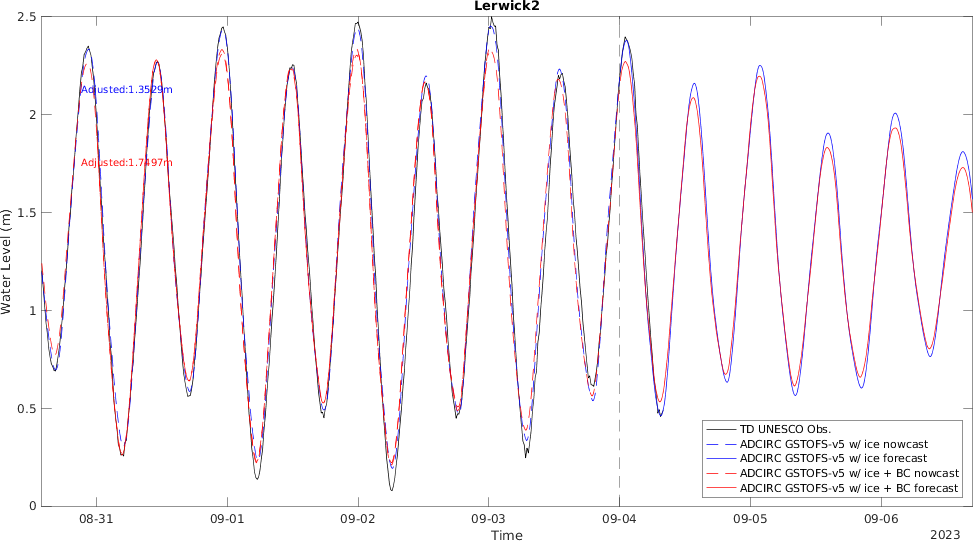 Lerwick2
2.5
2
1.5
1
0.5
0
Water Level (m)
Adjusted:1.3529m
Adjusted:1.7497m
TD UNESCO Obs.
ADCIRC GSTOFS-v5 w/ ice nowcast
ADCIRC GSTOFS-v5 w/ ice forecast
ADCIRC GSTOFS-v5 w/ ice + BC nowcast
ADCIRC GSTOFS-v5 w/ ice + BC forecast
08-31 09-01 09-02 09-03 09-04 09-05 09-06
Time
2023